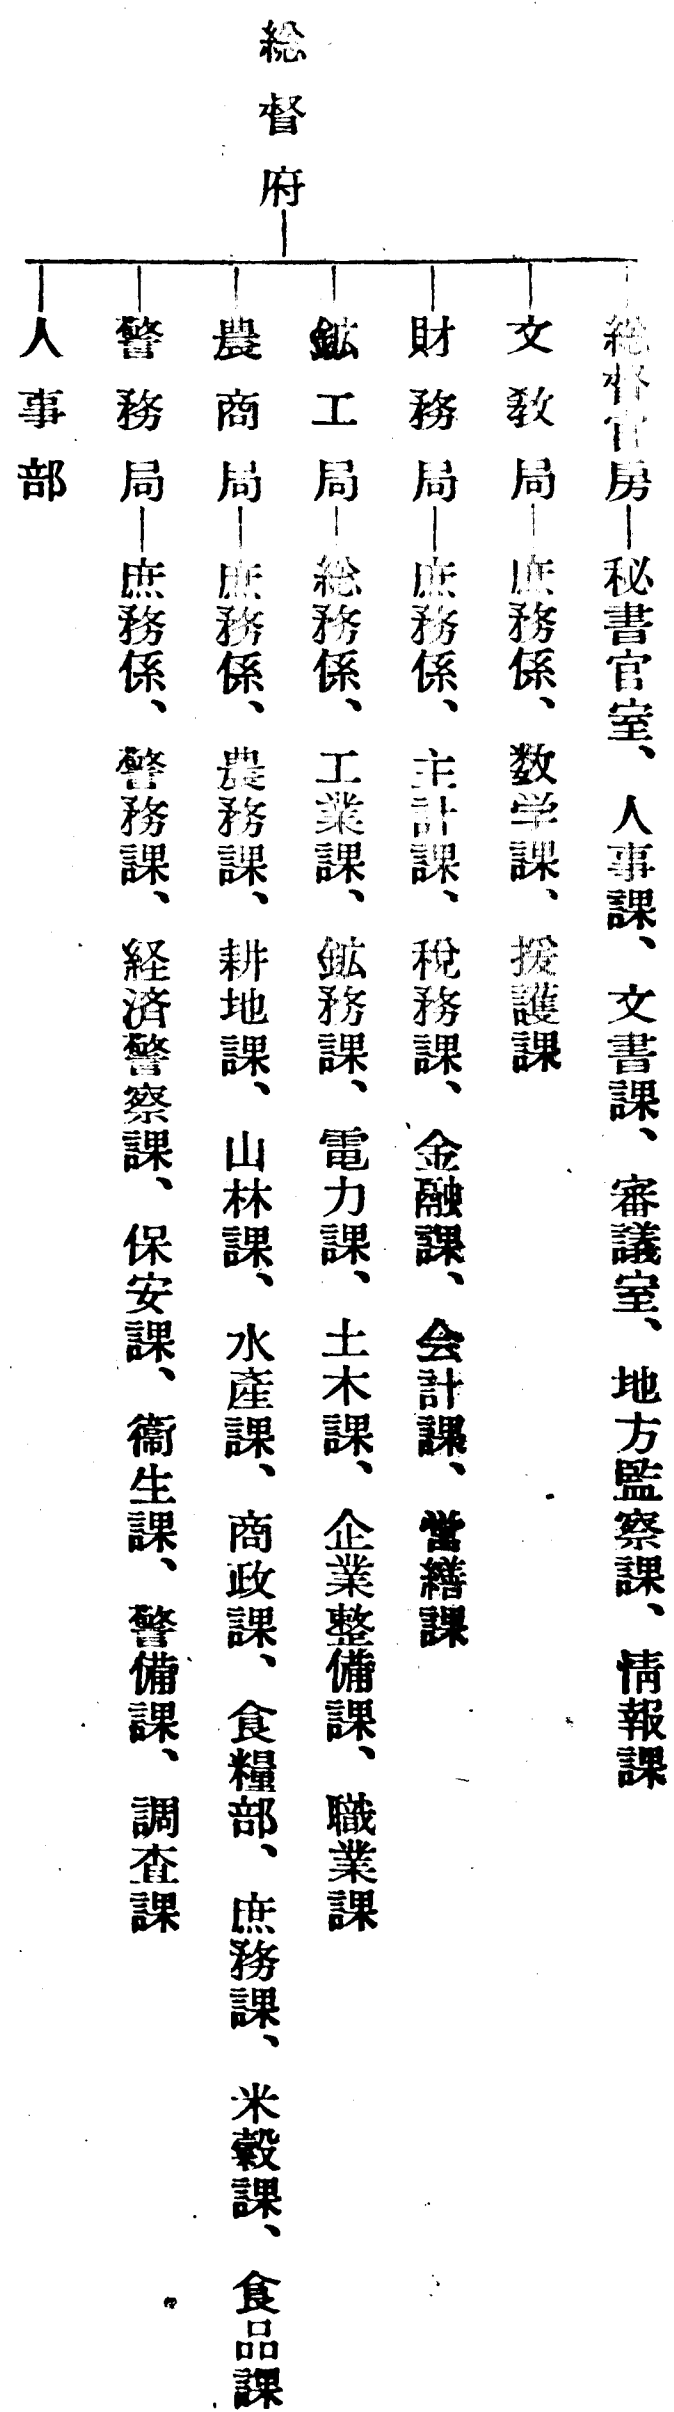 総督府
総督官房―秘書官室、人事課、文書課、審議室、地方監察課、情報課
文教局―庶務係、数学課、援護課
財務局―庶務係、主計課、税務課、金融課、会計課、営繕課
鉱工局―総務係、工業課、鉱務課、電力課、土木課、企業整備課、職業課
農商局―庶務係、農務課、耕地課、山林課、水産課、商政課、食糧部、庶務課、米穀課、食品課
警務局―庶務係、警務課、経済警察課、保安課、衞生課、警備課、調査課
人事部